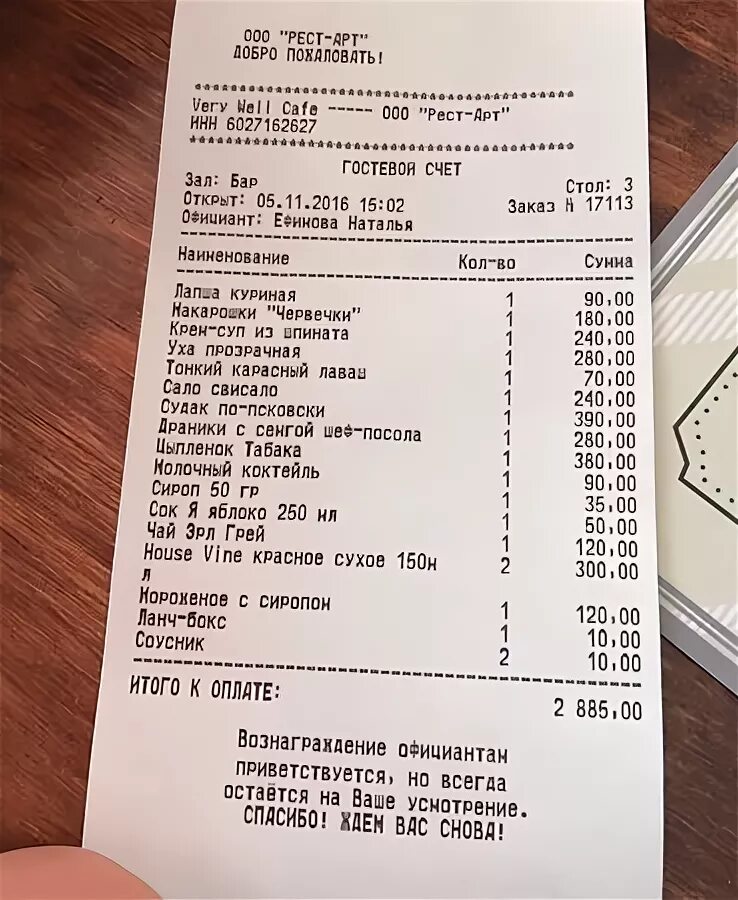 ООО "РЕСТ-АРТ"
ДОБРО ПОЖАЛОВАТЬ!
Very Well Cafe ----- ООО "Рест-Арт"
ИНН 6027162627
ГОСТЕВОЙ СЧЕТ
Зал: Бар Стол: 3
Открыт: 05.11.2016 15:02 Заказ N 17113
Официант: Ефимова Наталья
Наименование Кол-во Сумма
Лапша куриная 1 90,00
Макарошки "Червечки" 1 180,00
Крем-суп из шпината 1 240,00
Уха прозрачная 1 280,00
Тонкий карасный лаваш 1 70,00
Сало свисало 1 240,00
Судак по-псковски 1 390,00
Драники с семгой шеф-посола 1 280,00
Цыпленок Табака 1 380,00
Молочный коктейль 1 90,00
Сироп 50 гр 1 35,00
Сок Я яблоко 250 мл 1 50,00
Чай Эрл Грей 1 120,00
House Vine красное сухое 150м 2 300,00
л
Мороженое с сиропом 1 120,00
Ланч-бокс 1 10,00
Соусник 2 10,00
ИТОГО К ОПЛАТЕ: 2 885,00
Вознаграждение официантам
приветствуется, но всегда
остаётся на Ваше усмотрение.
СПАСИБО! ЖДЕМ ВАС СНОВА!